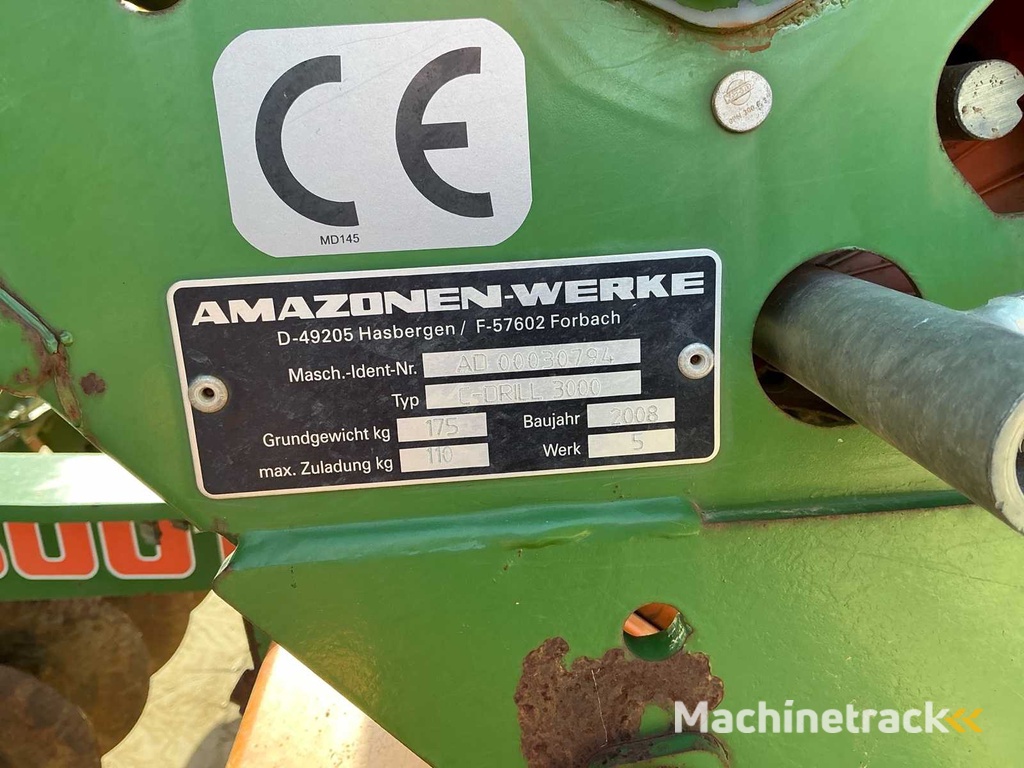 CE
MD145
AMAZONEN-WERKE
D-49205 Hasbergen / F-57602 Forbach
Masch.-Ident-Nr. AD 00030794
Typ C-DRILL 3000
Grundgewicht kg 175 Baujahr 2008
max. Zuladung kg 110 Werk 5
Machinetrack